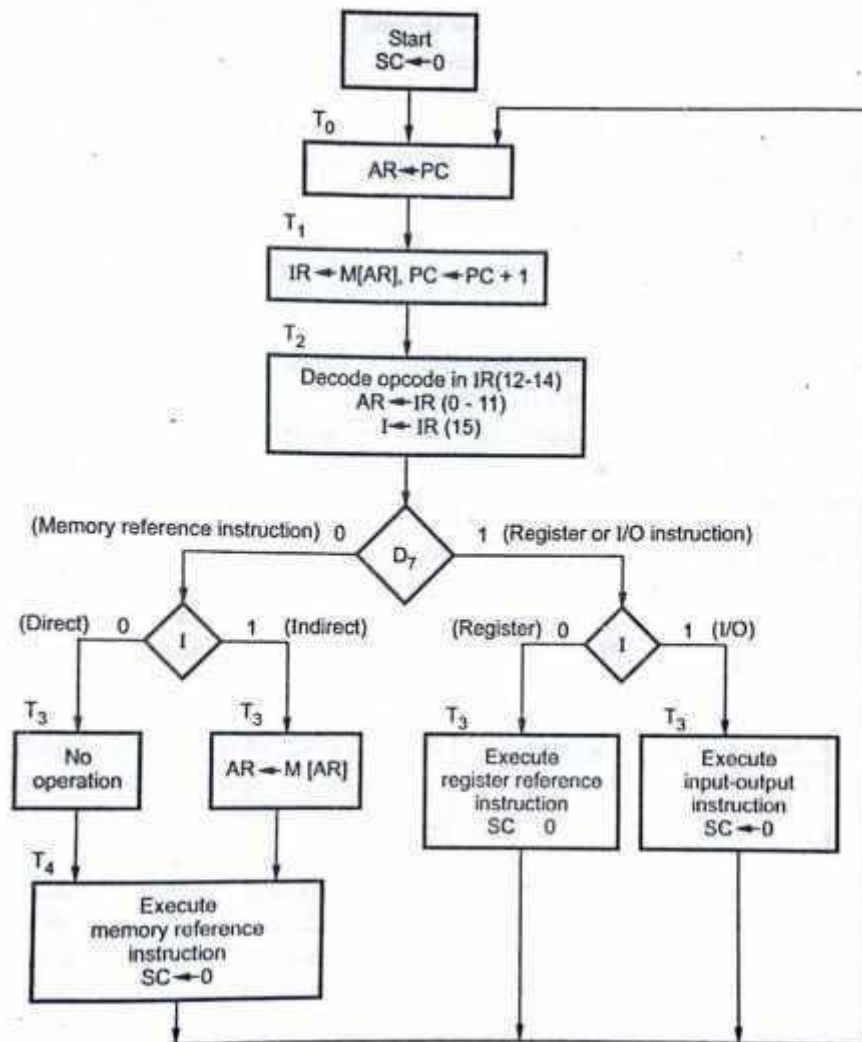 Start
SC ← 0
T0
AR ← PC
T1
IR ← M[AR], PC ← PC + 1
T2
Decode opcode in IR(12-14)
AR ← IR (0 - 11)
I ← IR (15)
(Memory reference instruction) 0
D7
1 (Register or I/O instruction)
(Direct) 0
I
1 (Indirect)
(Register) 0
I
1 (I/O)
T3
No
operation
T3
AR ← M [AR]
T3
Execute
register reference
instruction
SC 0
T3
Execute
input-output
instruction
SC ← 0
T4
Execute
memory reference
instruction
SC ← 0